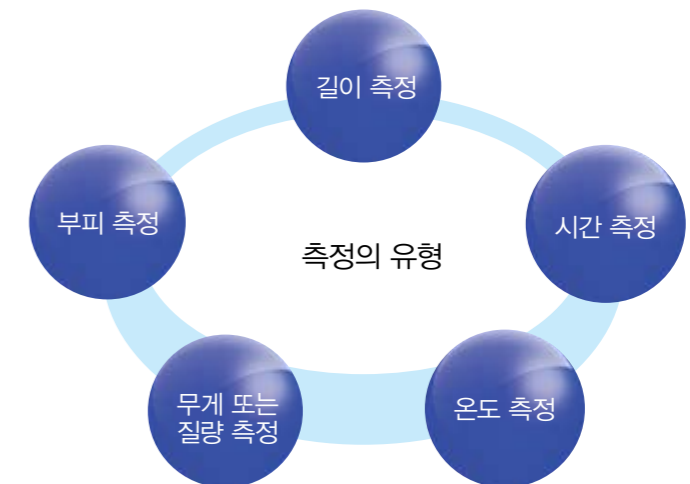 길이 측정
부피 측정
시간 측정
측정의 유형
무게 또는
질량 측정
온도 측정